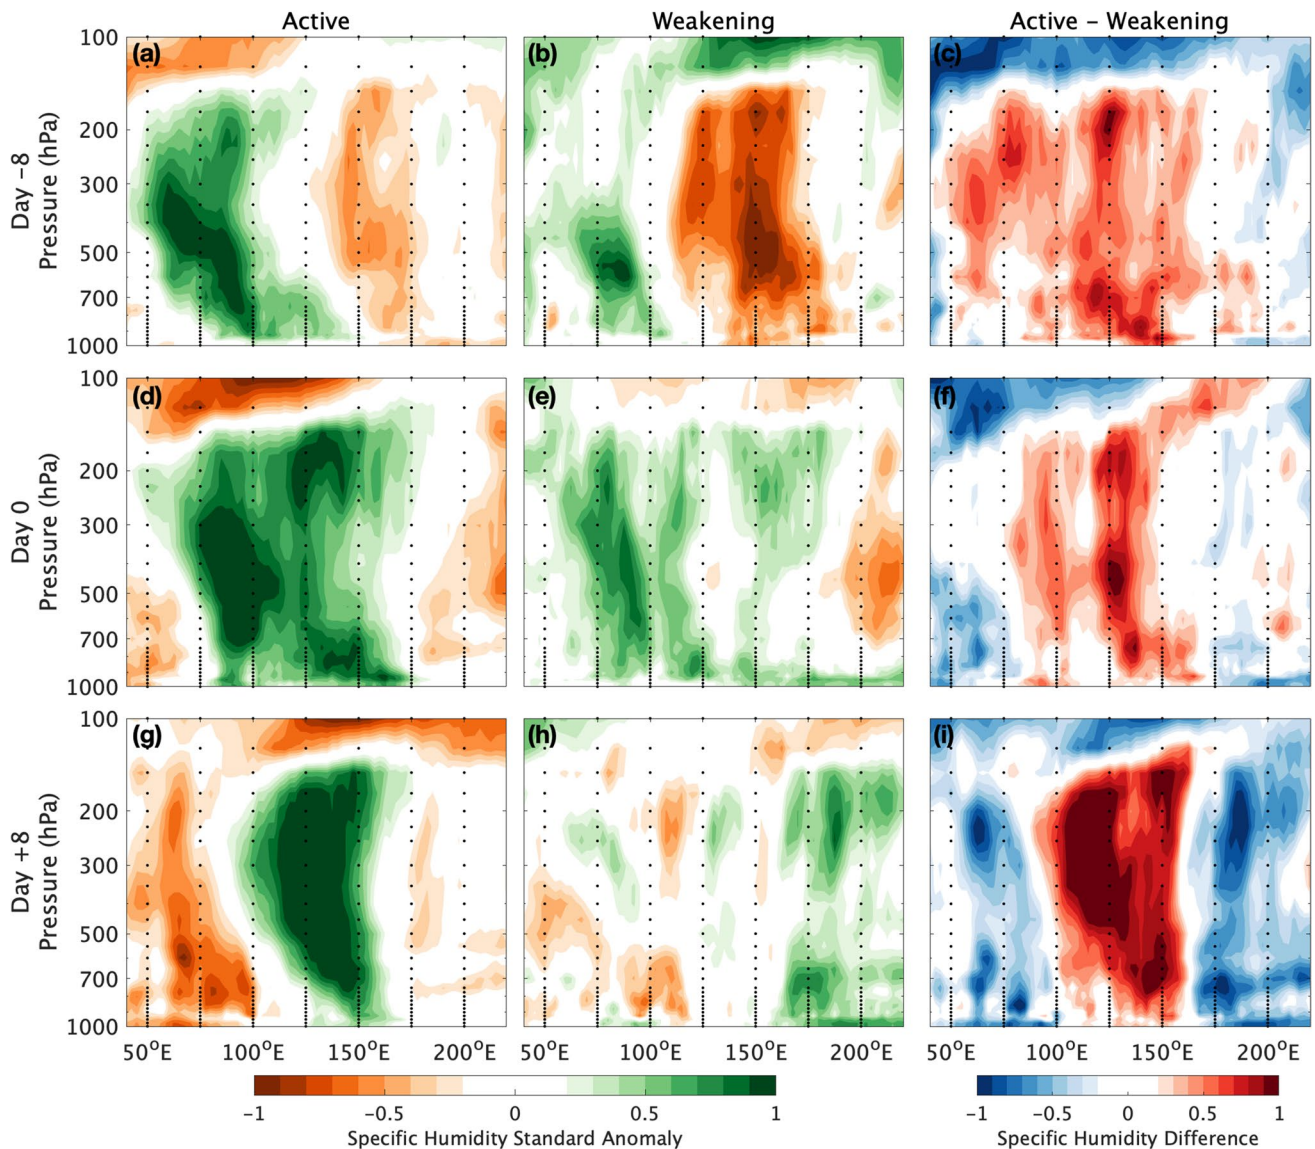 Active Weakening Active – Weakening
(a) (b) (c)
Day –8
Pressure (hPa)
100
200
300
500
700
1000
(d) (e) (f)
Day 0
Pressure (hPa)
100
200
300
500
700
1000
(g) (h) (i)
Day +8
Pressure (hPa)
100
200
300
500
700
1000
50°E 100°E 150°E 200°E 50°E 100°E 150°E 200°E 50°E 100°E 150°E 200°E
−1 −0.5 0 0.5 1 −1 −0.5 0 0.5 1
Specific Humidity Standard Anomaly Specific Humidity Difference